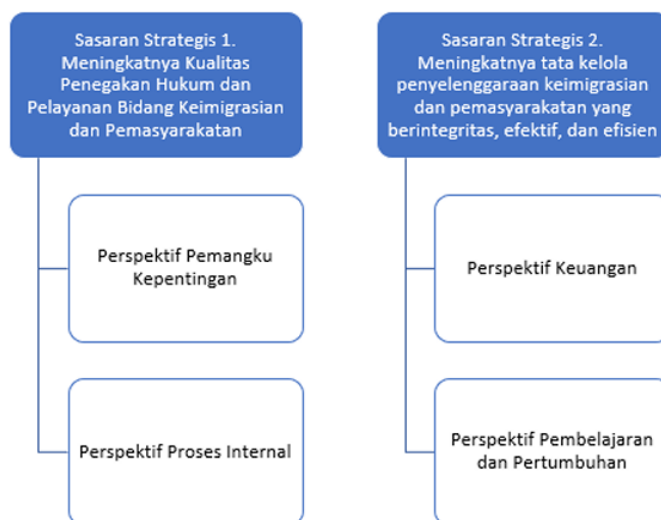 Sasaran Strategis 1.
Meningkatnya Kualitas
Penegakan Hukum dan
Pelayanan Bidang Keimigrasian
dan Pemasyarakatan
Perspektif Pemangku
Kepentingan
Perspektif Proses Internal
Sasaran Strategis 2.
Meningkatnya tata kelola
penyelenggaraan keimigrasian
dan pemasyarakatan yang
berintegritas, efektif, dan efisien
Perspektif Keuangan
Perspektif Pembelajaran
dan Pertumbuhan